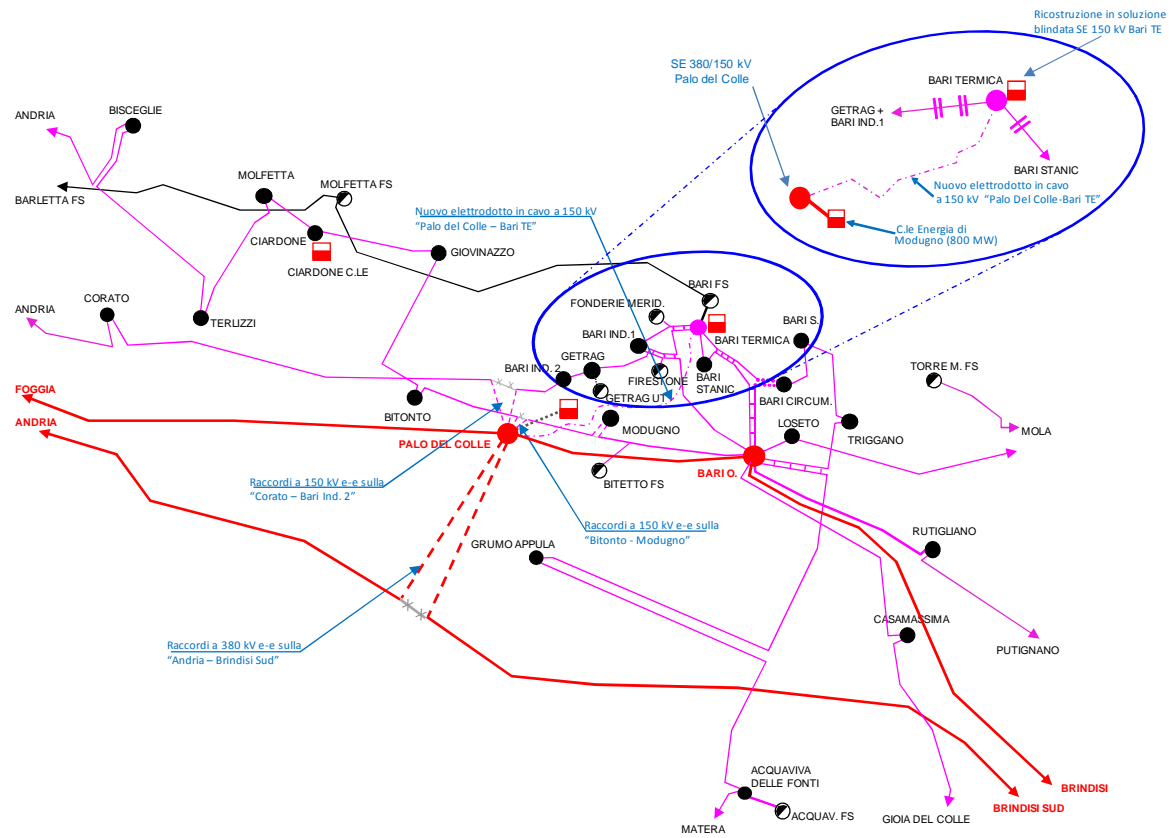 Ricostruzione in soluzione
blindata SE 150 kV Bari TE
SE 380/150 kV
Palo del Colle
BARI TERMICA
GETRAG +
BARI IND.1
BARI STANIC
Nuovo elettrodotto in cavo
a 150 kV "Palo Del Colle-Bari TE"
C.le Energia di
Modugno (800 MW)
ANDRIA
BISCEGLIE
MOLFETTA
MOLFETTA FS
BARLETTA FS
Nuovo elettrodotto in cavo a 150 kV
"Palo del Colle – Bari TE"
CIARDONE
CIARDONE C.LE
GIOVINAZZO
ANDRIA
CORATO
TERLIZZI
BARI FS
FONDERIE MERID.
BARI S.
BARI IND.1
BARI TERMICA
GETRAG
BARI IND. 2
FIRESTONE
BARI
STANIC
BARI CIRCUM.
TORRE M. FS
FOGGIA
GETRAG UT.
BITONTO
MODUGNO
LOSETO
TRIGGANO
MOLA
ANDRIA
PALO DEL COLLE
BARI O.
BITETTO FS
Raccordi a 150 kV e-e sulla
"Corato – Bari Ind. 2"
Raccordi a 150 kV e-e sulla
"Bitonto - Modugno"
RUTIGLIANO
GRUMO APPULA
CASAMASSIMA
PUTIGNANO
Raccordi a 380 kV e-e sulla
"Andria – Brindisi Sud"
ACQUAVIVA
DELLE FONTI
BRINDISI
BRINDISI SUD
ACQUAV. FS
GIOIA DEL COLLE
MATERA